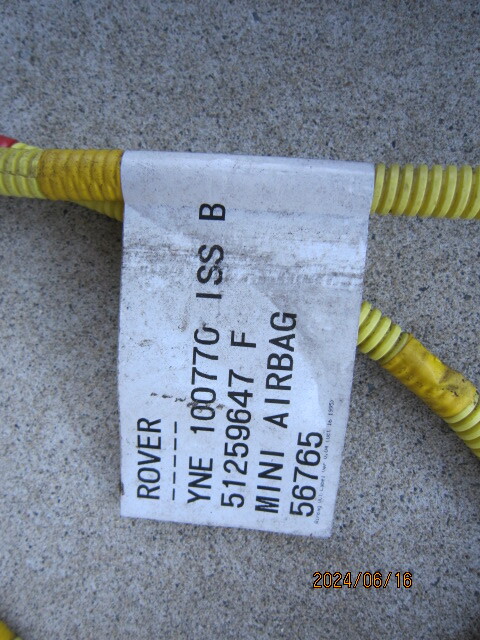 ROVER
-----
YNE 100770 ISS B
51259647 F
MINI AIRBAG
56765
2024/06/16